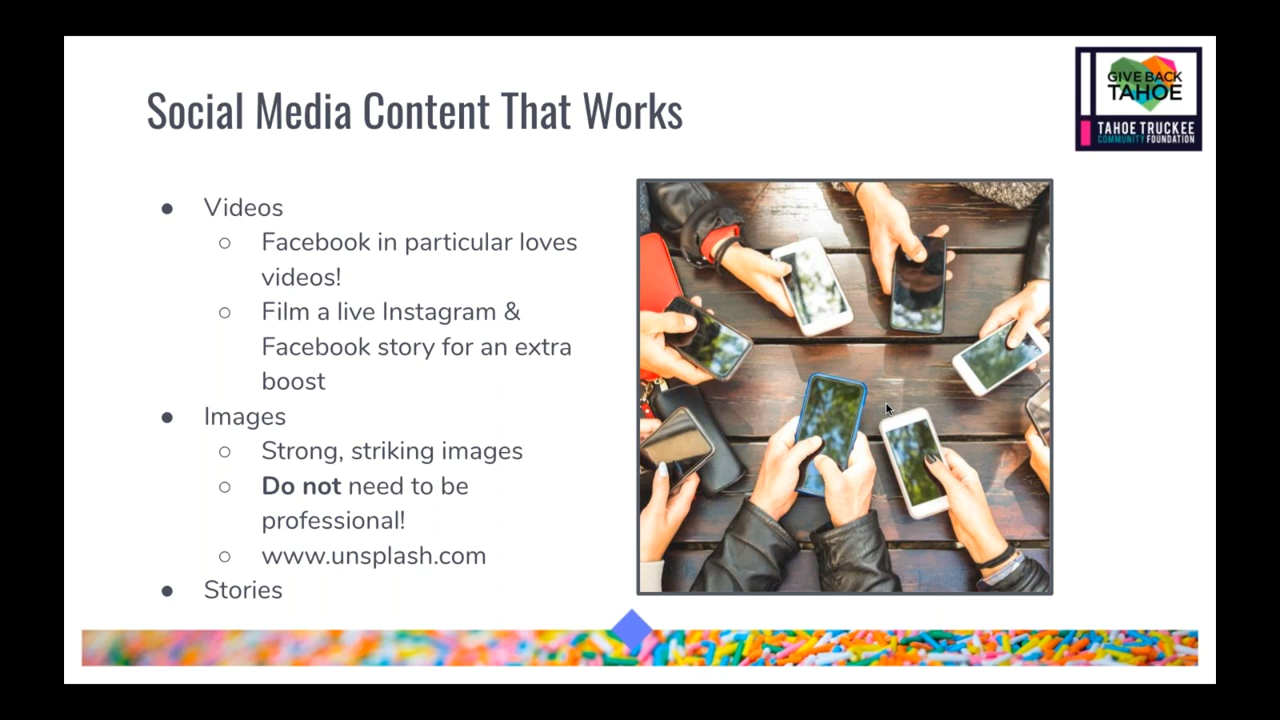 GIVE BACK
TAHOE
TAHOE TRUCKEE
COMMUNITY FOUNDATION
Social Media Content That Works
● Videos
○ Facebook in particular loves
videos!
○ Film a live Instagram &
Facebook story for an extra
boost
● Images
○ Strong, striking images
○ Do not need to be
professional!
○ www.unsplash.com
● Stories